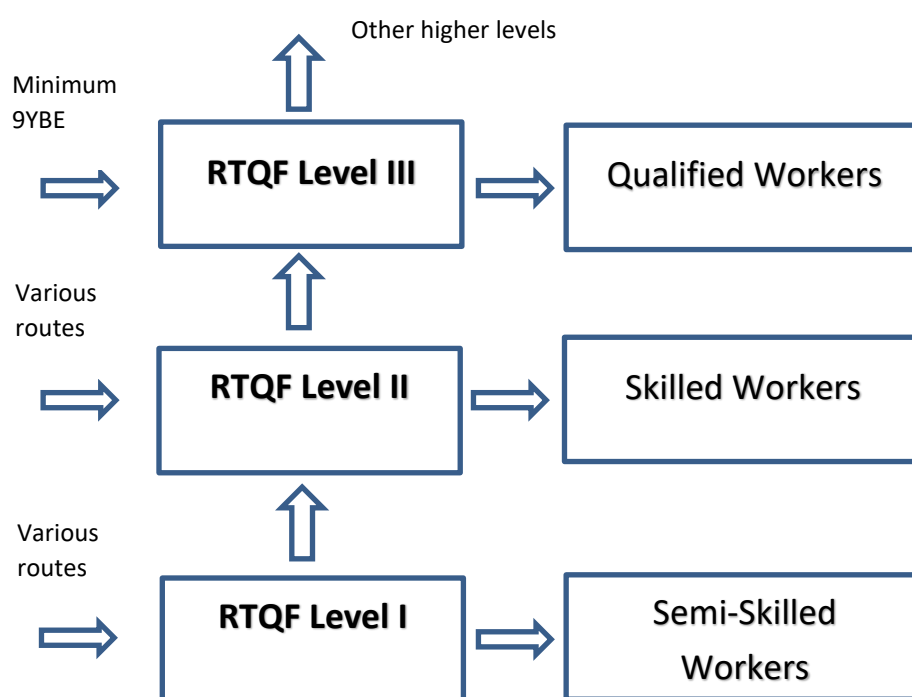 Other higher levels
Minimum
9YBE
RTQF Level III
Qualified Workers
Various
routes
RTQF Level II
Skilled Workers
Various
routes
RTQF Level I
Semi-Skilled
Workers